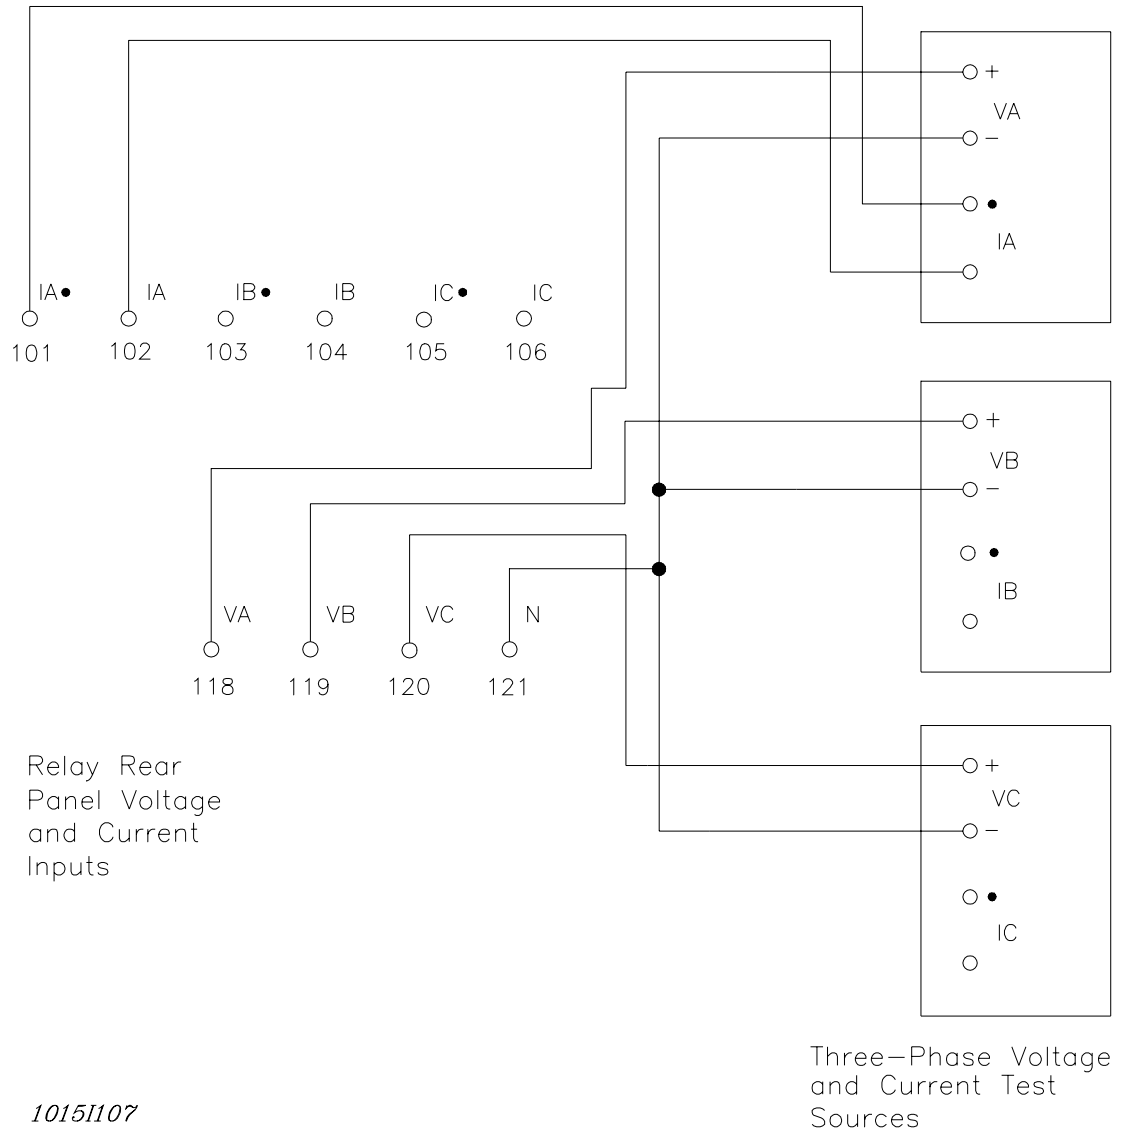 +
VA
−
•
IA
IA• IA IB• IB IC• IC
101 102 103 104 105 106
+
VB
−
•
IB
VA VB VC N
118 119 120 121
+
VC
−
•
IC
Relay Rear
Panel Voltage
and Current
Inputs
Three−Phase Voltage
and Current Test
Sources
1015I107